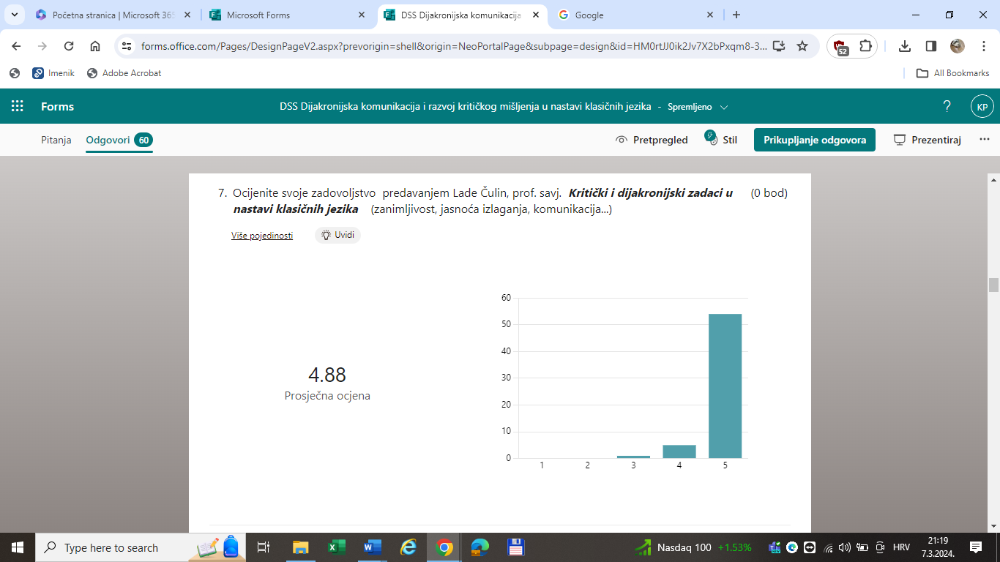 Početna stranica | Microsoft 365
Microsoft Forms
DSS Dijakronijska komunikacija
Google
forms.office.com/Pages/DesignPageV2.aspx?prevorigin=shell&origin=NeoPortalPage&subpage=design&id=HM0rtJJ0ik2Jv7X2bPxqm8-3...
52
Imenik
Adobe Acrobat
All Bookmarks
Forms
DSS Dijakronijska komunikacija i razvoj kritičkog mišljenja u nastavi klasičnih jezika - Spremljeno
?
KP
Pitanja
Odgovori 60
Pretpregled
Stil
Prikupljanje odgovora
Prezentiraj
7. Ocijenite svoje zadovoljstvo predavanjem Lade Čulin, prof. savj. Kritički i dijakronijski zadaci u (0 bod)
nastavi klasičnih jezika (zanimljivost, jasnoća izlaganja, komunikacija...)
Više pojedinosti
Uvidi
4.88
Prosječna ocjena
60
50
40
30
20
10
0
1 2 3 4 5
Type here to search
Nasdaq 100 +1.53%
HRV
21:19
7.3.2024.